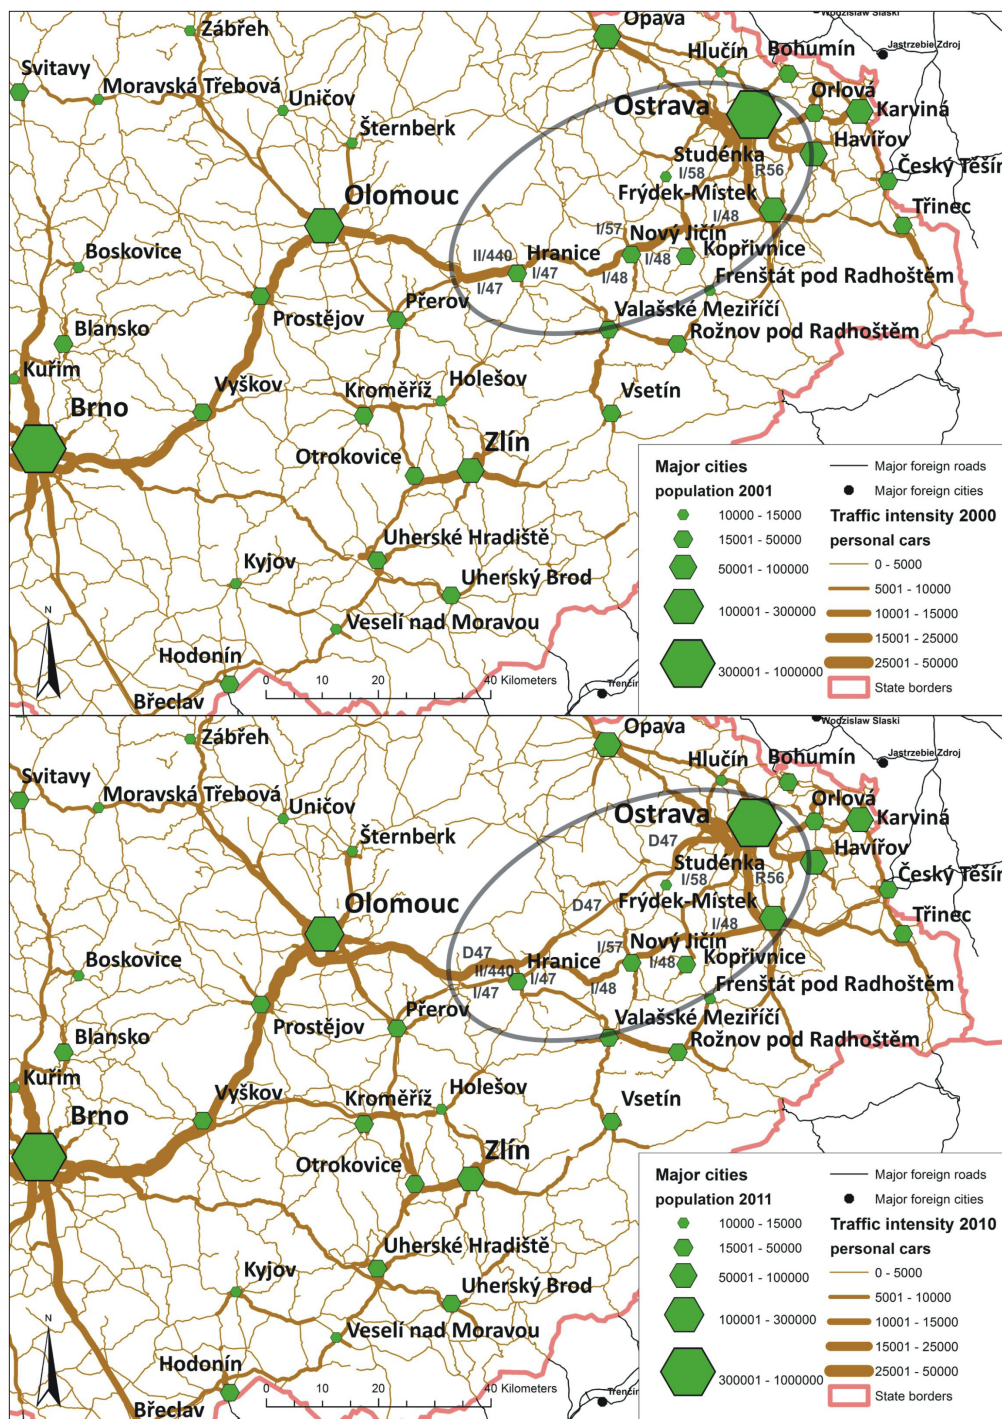 Opava
Wodzisław Śląski
Zábřeh
Hlučín
Bohumín
Jastrzebie Zdroj
Svitavy
Moravská Třebová
Uničov
Ostrava
Orlová
Karviná
Šternberk
Havířov
Studénka
I/58
R56
Český Těšín
Olomouc
Frýdek-Místek
I/48
Třinec
I/57
Nový Jičín
Boskovice
II/440
Hranice
I/48
Kopřivnice
I/47
I/47
I/48
Frenštát pod Radhoštěm
Přerov
Prostějov
Valašské Meziříčí
Blansko
Rožnov pod Radhoštěm
Kuřim
Vyškov
Kroměříž
Holešov
Vsetín
Brno
Zlín
Otrokovice
Uherské Hradiště
Kyjov
Uherský Brod
Veselí nad Moravou
N
Hodonín
Břeclav
0 10 20 40 Kilometers
Major cities
population 2001
10000 - 15000
15001 - 50000
50001 - 100000
100001 - 300000
300001 - 1000000
Major foreign roads
Major foreign cities
Traffic intensity 2000
personal cars
0 - 5000
5001 - 10000
10001 - 15000
15001 - 25000
25001 - 50000
State borders
Opava
Wodzislaw Slaski
Zábřeh
Hlučín
Bohumín
Jastrzebie Zdroj
Svitavy
Moravská Třebová
Uničov
Ostrava
Orlová
Karviná
Šternberk
D47
Havířov
Studénka
I/58
R56
Český Těšín
Olomouc
D47
Frýdek-Místek
I/48
Třinec
D47
I/57
Nový Jičín
Boskovice
II/440
Hranice
I/48
Kopřivnice
I/47
I/47
I/48
Frenštát pod Radhoštěm
Přerov
Prostějov
Valašské Meziříčí
Blansko
Rožnov pod Radhoštěm
Kuřim
Vyškov
Kroměříž
Holešov
Vsetín
Brno
Zlín
Otrokovice
Uherské Hradiště
Kyjov
Uherský Brod
Veselí nad Moravou
N
Hodonín
Břeclav
0 10 20 40 Kilometers
Major cities
population 2011
10000 - 15000
15001 - 50000
50001 - 100000
100001 - 300000
300001 - 1000000
Major foreign roads
Major foreign cities
Traffic intensity 2010
personal cars
0 - 5000
5001 - 10000
10001 - 15000
15001 - 25000
25001 - 50000
State borders